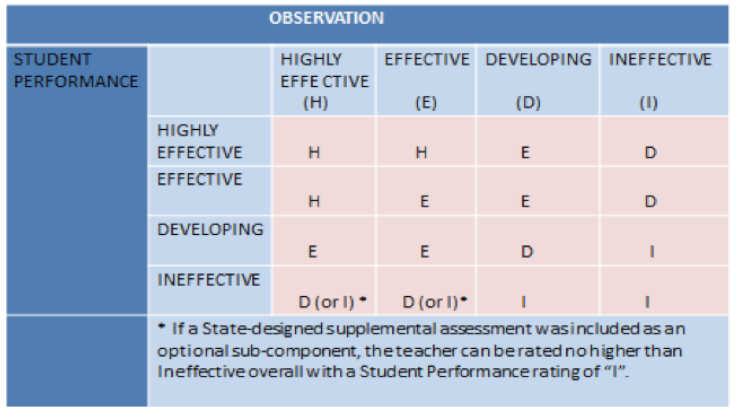 OBSERVATION
STUDENT PERFORMANCE
HIGHLY EFFECTIVE (H)
EFFECTIVE (E)
DEVELOPING (D)
INEFFECTIVE (I)
HIGHLY EFFECTIVE H H E D
EFFECTIVE H E E D
DEVELOPING E E D I
INEFFECTIVE D (or I) * D (or I)* I I
* If a State-designed supplemental assessment was included as an
optional sub-component, the teacher can be rated no higher than
Ineffective overall with a Student Performance rating of “I”.